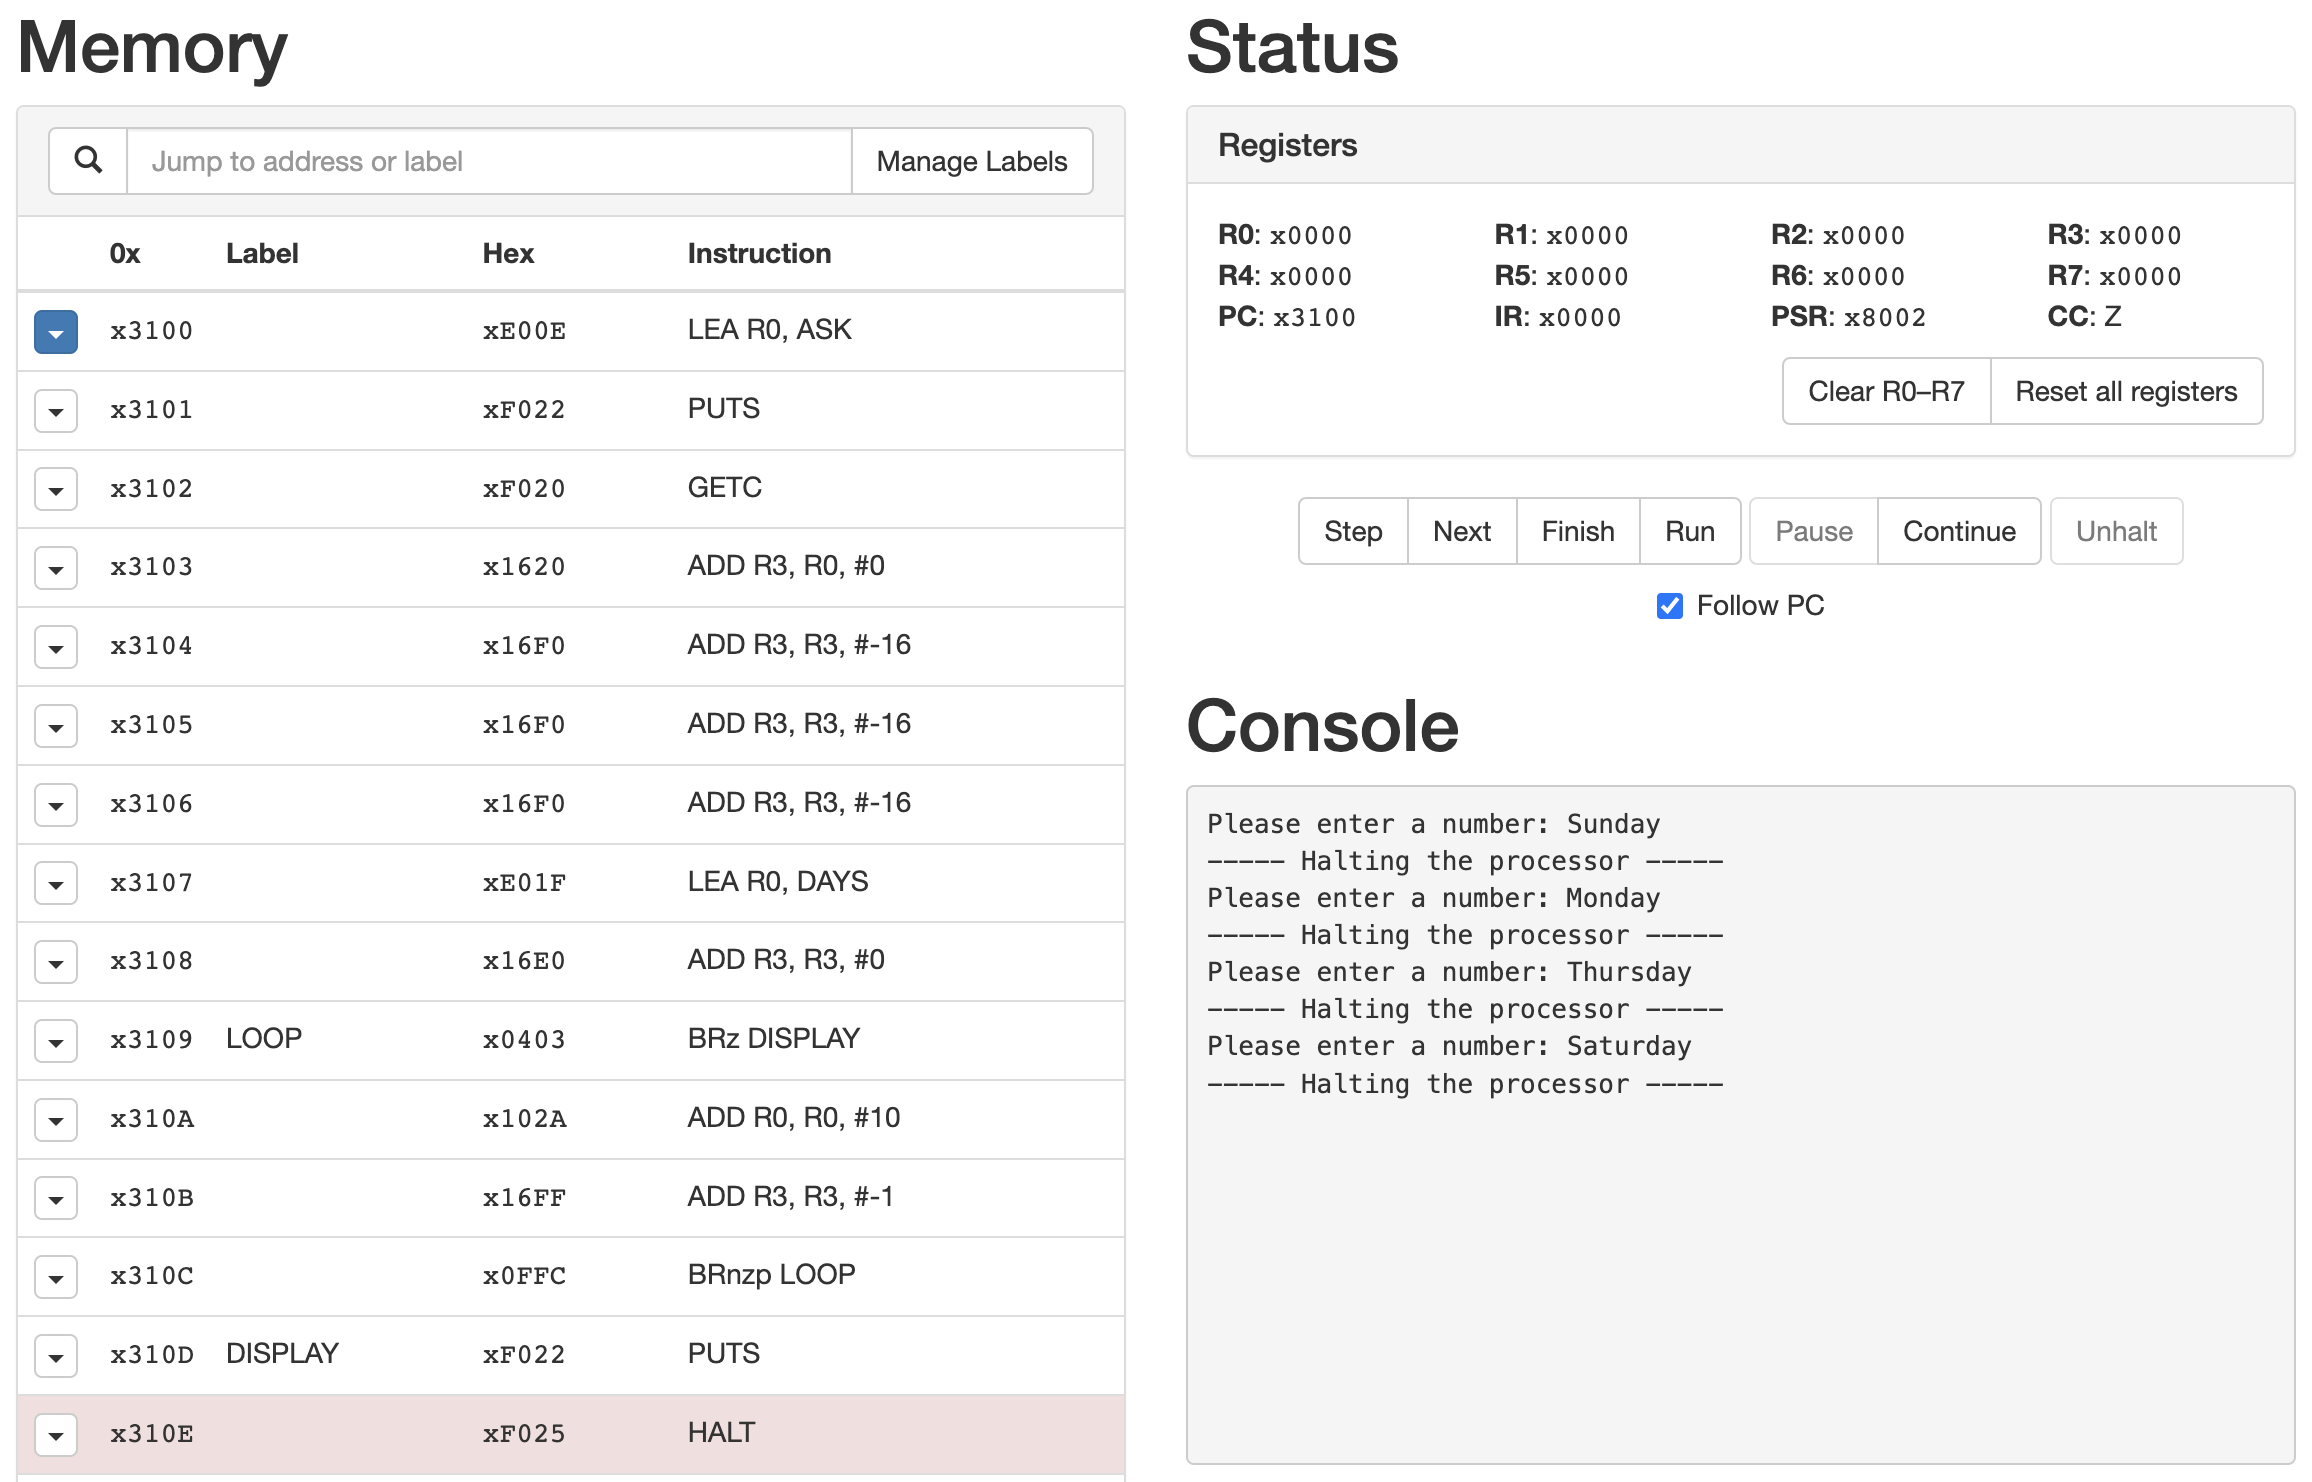 Memory
Jump to address or label
Manage Labels
0x Label Hex Instruction
x3100 xE00E LEA R0, ASK
x3101 xF022 PUTS
x3102 xF020 GETC
x3103 x1620 ADD R3, R0, #0
x3104 x16F0 ADD R3, R3, #-16
x3105 x16F0 ADD R3, R3, #-16
x3106 x16F0 ADD R3, R3, #-16
x3107 xE01F LEA R0, DAYS
x3108 x16E0 ADD R3, R3, #0
x3109 LOOP x0403 BRz DISPLAY
x310A x102A ADD R0, R0, #10
x310B x16FF ADD R3, R3, #-1
x310C x0FFC BRnzp LOOP
x310D DISPLAY xF022 PUTS
x310E xF025 HALT
Status
Registers
R0: x0000 R1: x0000 R2: x0000 R3: x0000
R4: x0000 R5: x0000 R6: x0000 R7: x0000
PC: x3100 IR: x0000 PSR: x8002 CC: Z
Clear R0–R7 Reset all registers
Step Next Finish Run Pause Continue Unhalt
Follow PC
Console
Please enter a number: Sunday
----- Halting the processor -----
Please enter a number: Monday
----- Halting the processor -----
Please enter a number: Thursday
----- Halting the processor -----
Please enter a number: Saturday
----- Halting the processor -----